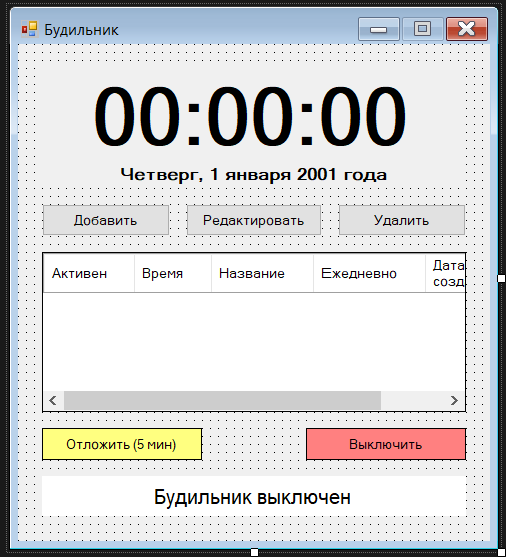 Будильник
00:00:00
Четверг, 1 января 2001 года
Добавить Редактировать Удалить
Активен Время Название Ежедневно Дата
созд
Отложить (5 мин) Выключить
Будильник выключен